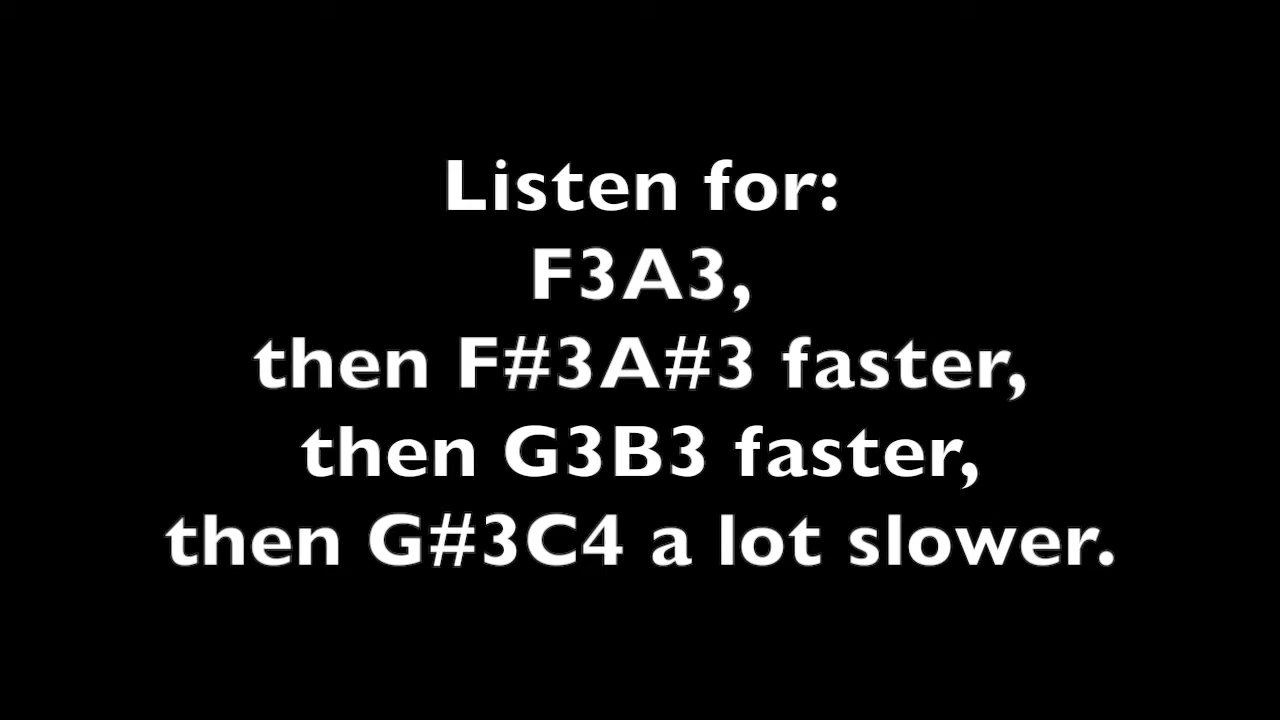 Listen for:
F3A3,
then F#3A#3 faster,
then G3B3 faster,
then G#3C4 a lot slower.